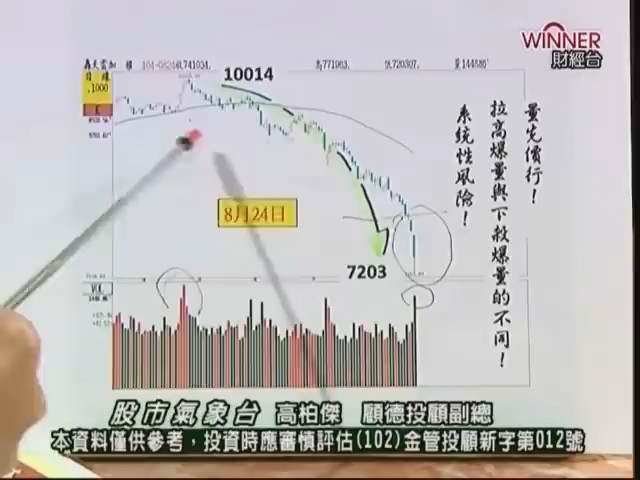 WINNER
財經台
10014
日線
.1000
量先價行！
拉高爆量與下殺爆量的不同！
系統性風險！
8月24日
7203
股市氣象台 高柏傑 顧德投顧副總
本資料僅供參考，投資時應審慎評估(102)金管投顧新字第012號